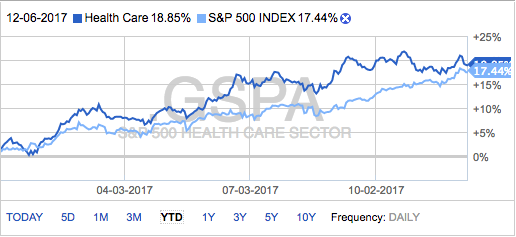 12-06-2017 Health Care 18.85% S&P 500 INDEX 17.44%
+25%
+20%
17.44%
+15%
+10%
+5%
0%
GSPA
S&P 500 HEALTH CARE SECTOR
04-03-2017 07-03-2017 10-02-2017
TODAY 5D 1M 3M YTD 1Y 3Y 5Y 10Y Frequency: DAILY